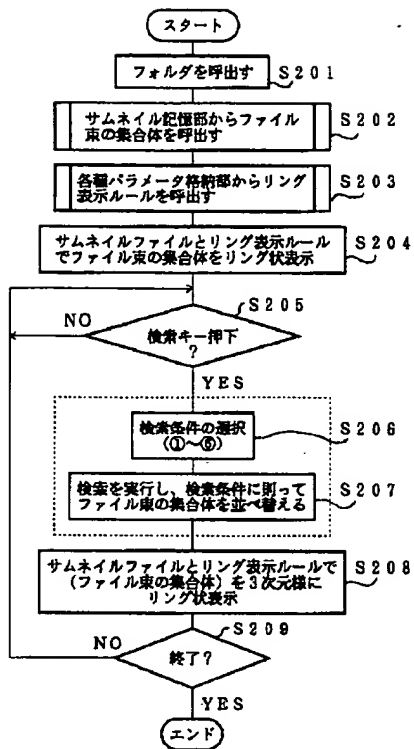 スタート
フォルダを呼出す
S201
サムネイル記憶部からファイル
束の集合体を呼出す
S202
各種パラメータ格納部からリング
表示ルールを呼出す
S203
サムネイルファイルとリング表示ルール
でファイル束の集合体をリング状表示
S204
S205
NO
検索キー押下
?
YES
検索条件の選択
(①~⑥)
S206
検索を実行し、検索条件に則って
ファイル束の集合体を並べ替える
S207
サムネイルファイルとリング表示ルールで
(ファイル束の集合体)を3次元様に
リング状表示
S208
S209
NO
終了?
YES
エンド